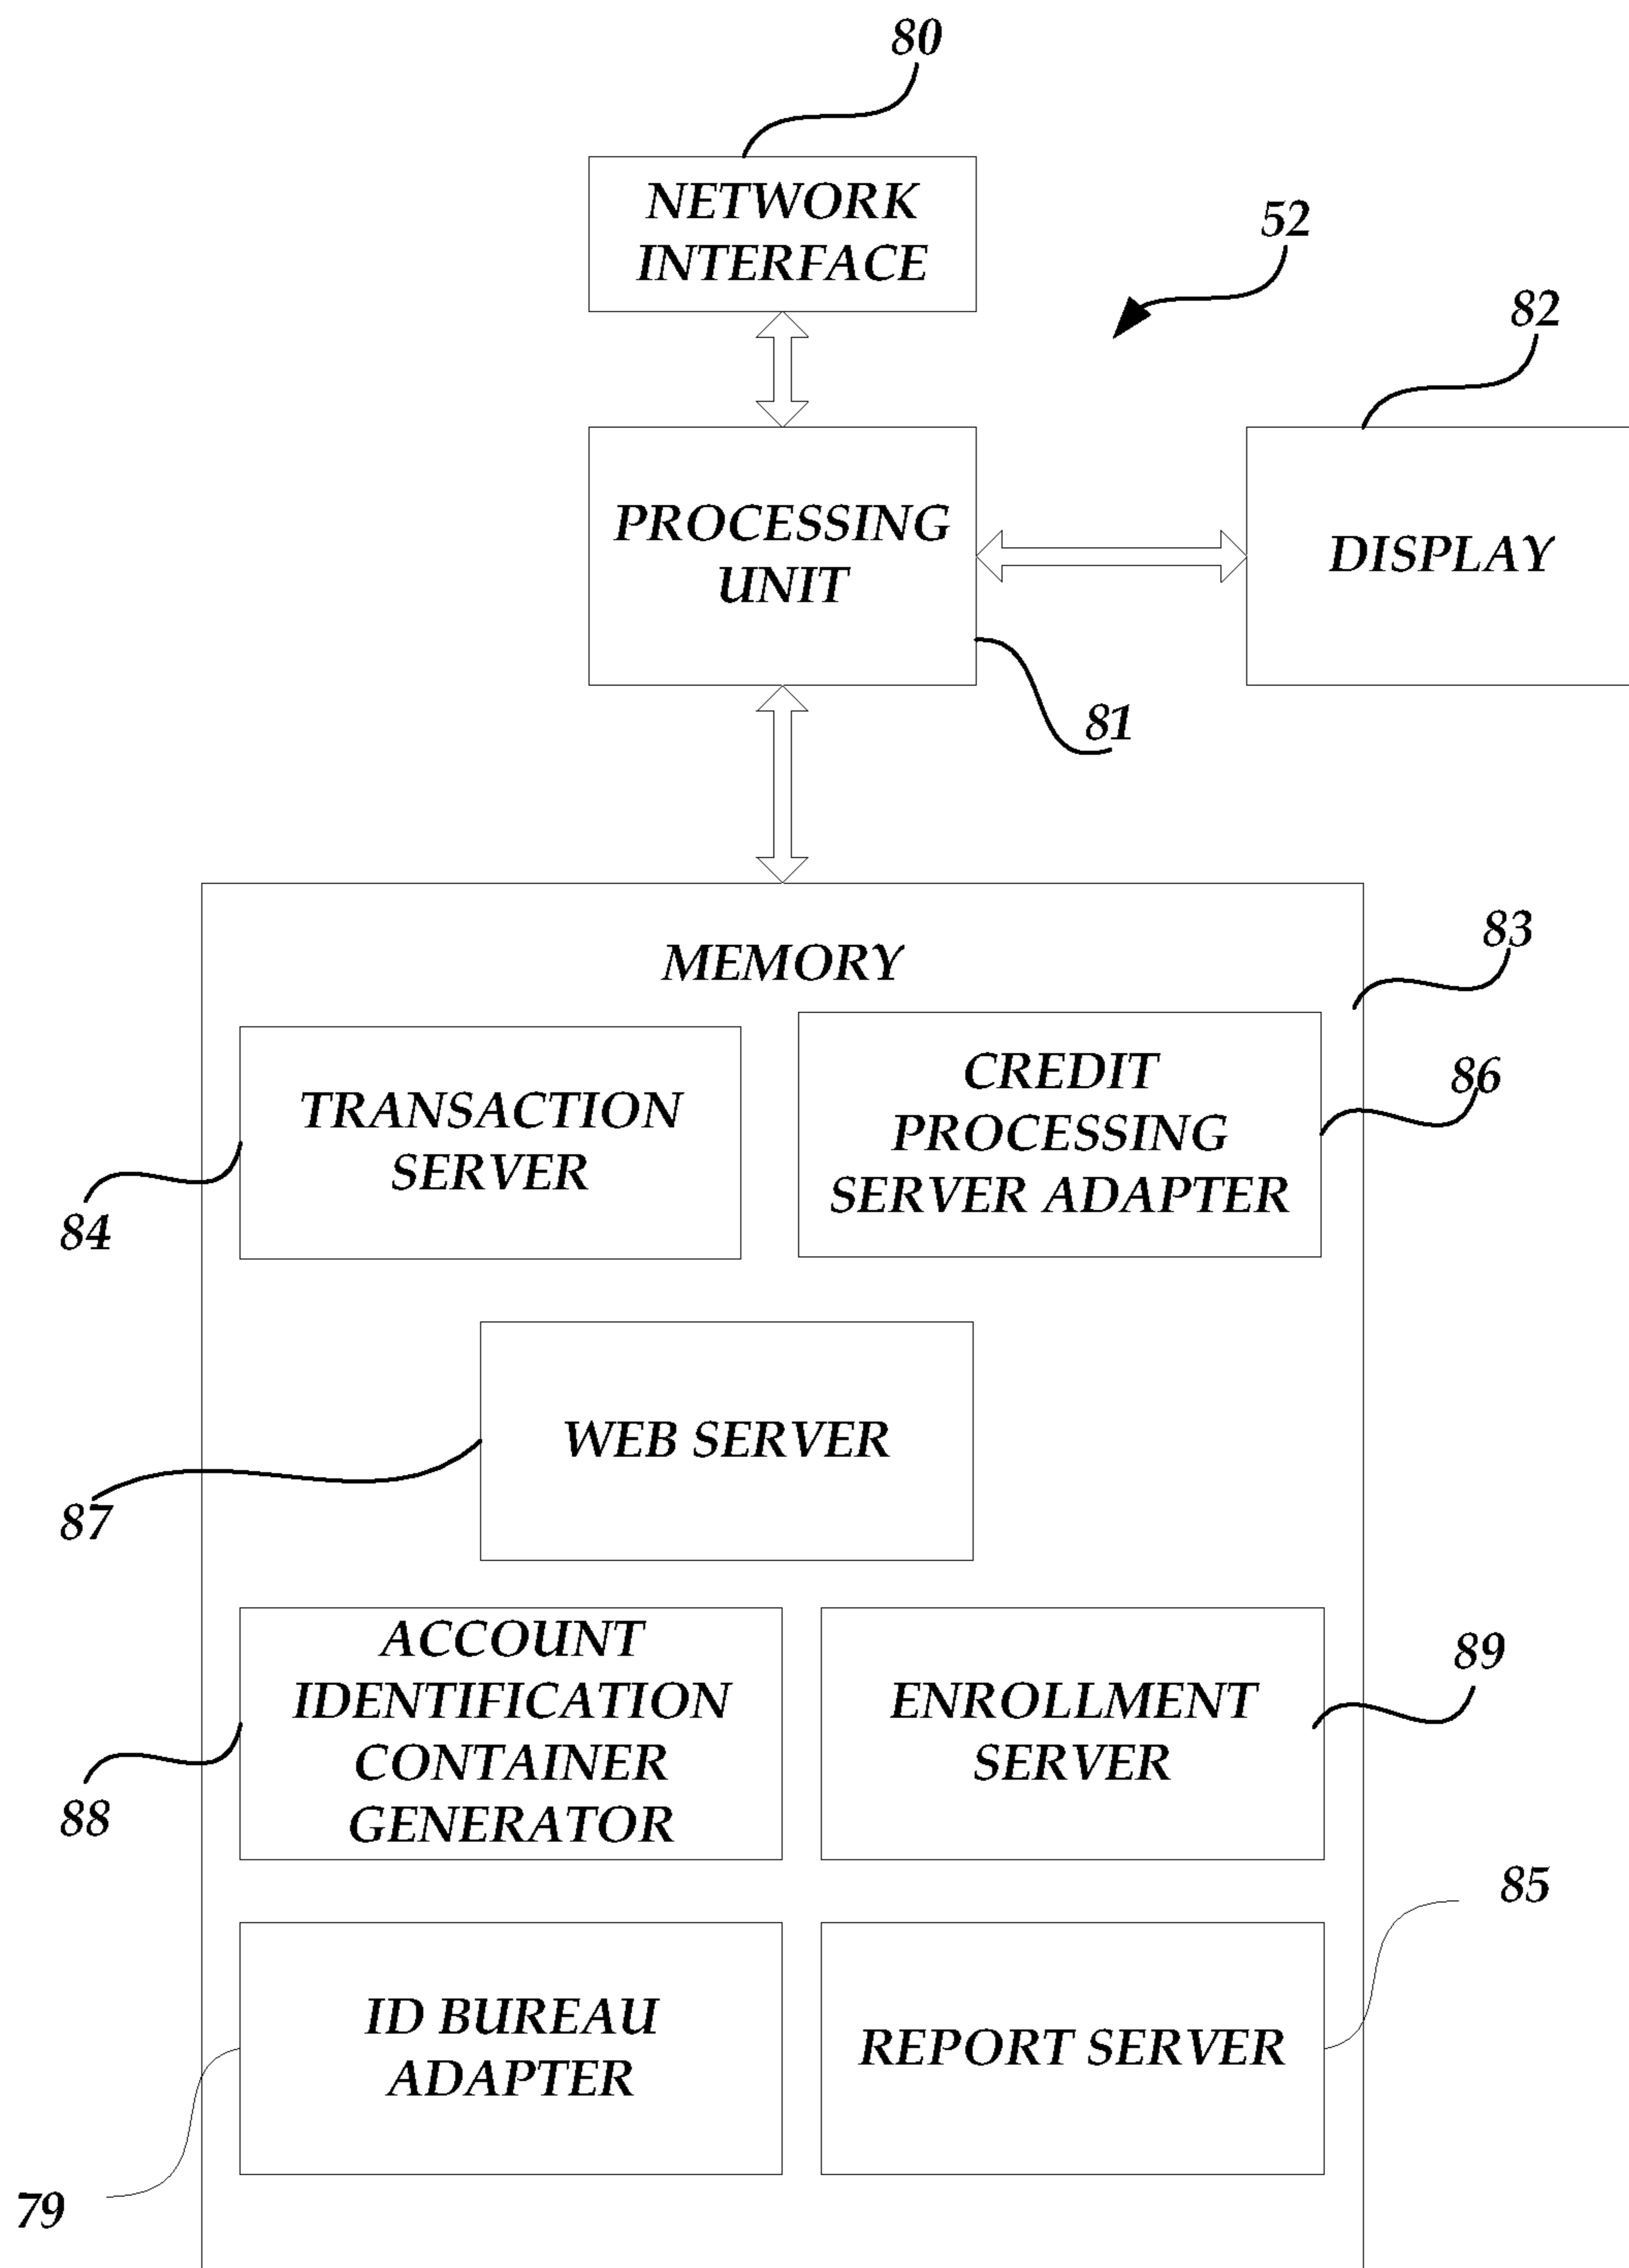 80
NETWORK
INTERFACE
52
82
PROCESSING
UNIT
DISPLAY
81
MEMORY
83
TRANSACTION
SERVER
84
CREDIT
PROCESSING
SERVER ADAPTER
86
WEB SERVER
87
ACCOUNT
IDENTIFICATION
CONTAINER
GENERATOR
88
ENROLLMENT
SERVER
89
85
ID BUREAU
ADAPTER
REPORT SERVER
79